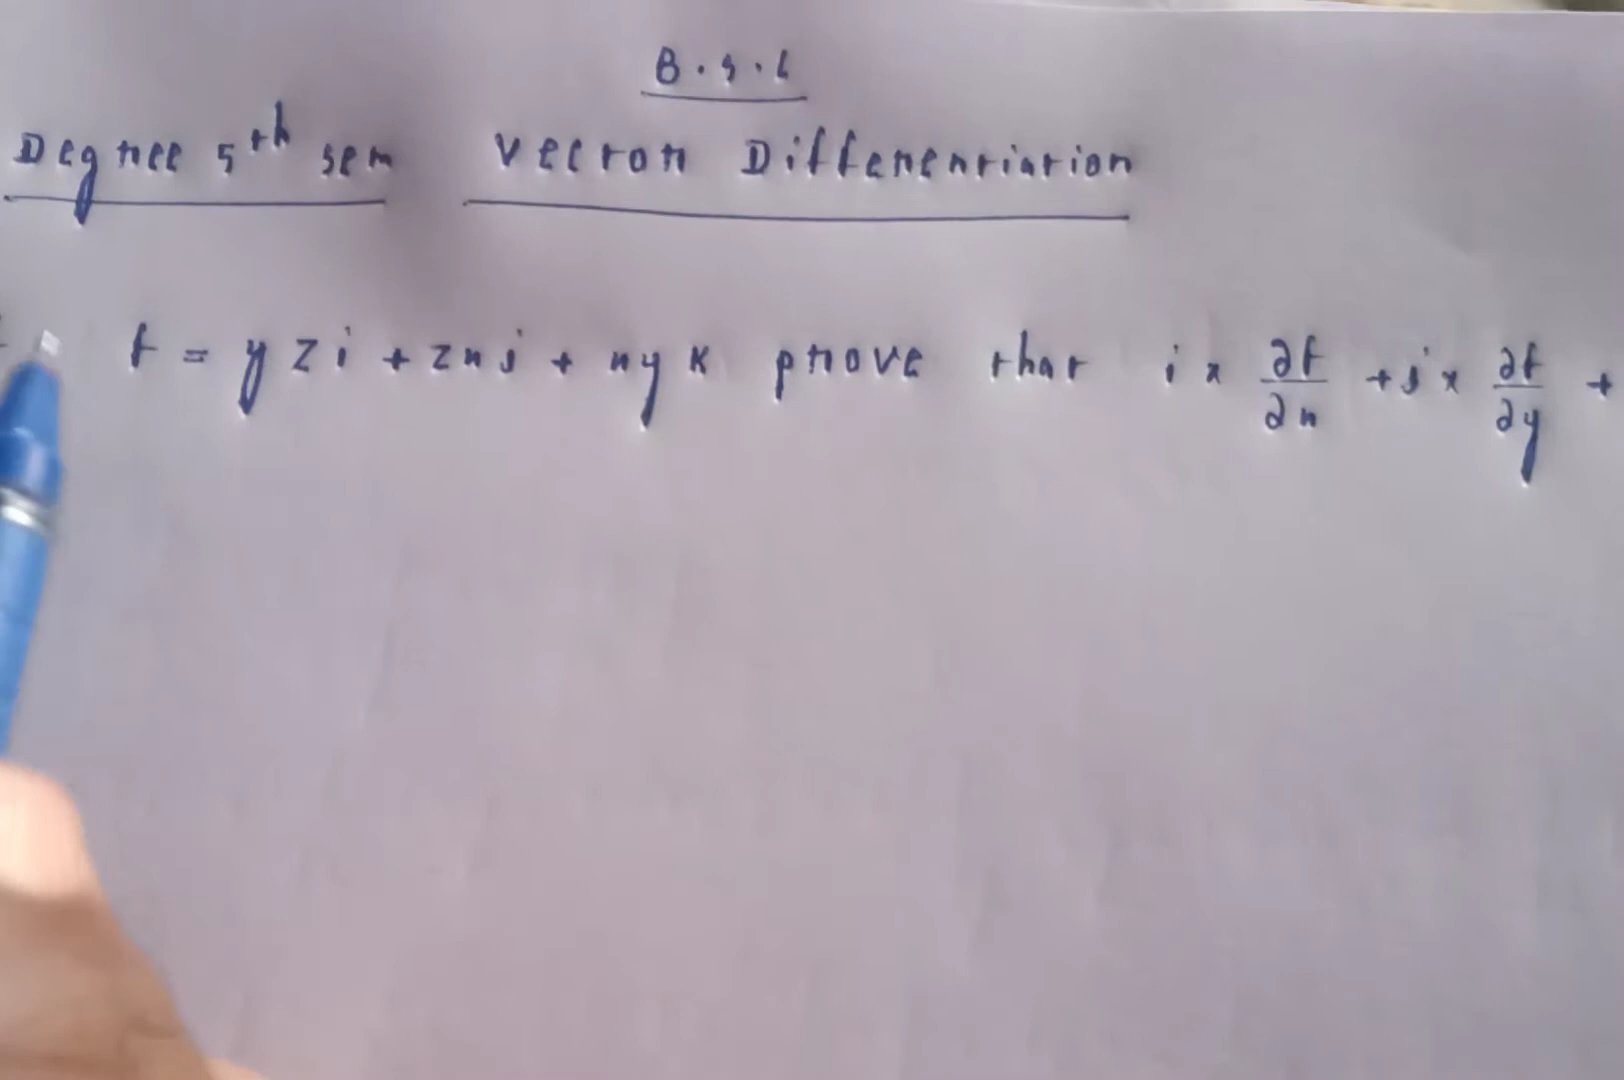 B.s.c
Degree 5th sem Vector Differentiation
f = yzi + zxj + xyk prove that i × ∂f/∂x + j × ∂f/∂y +